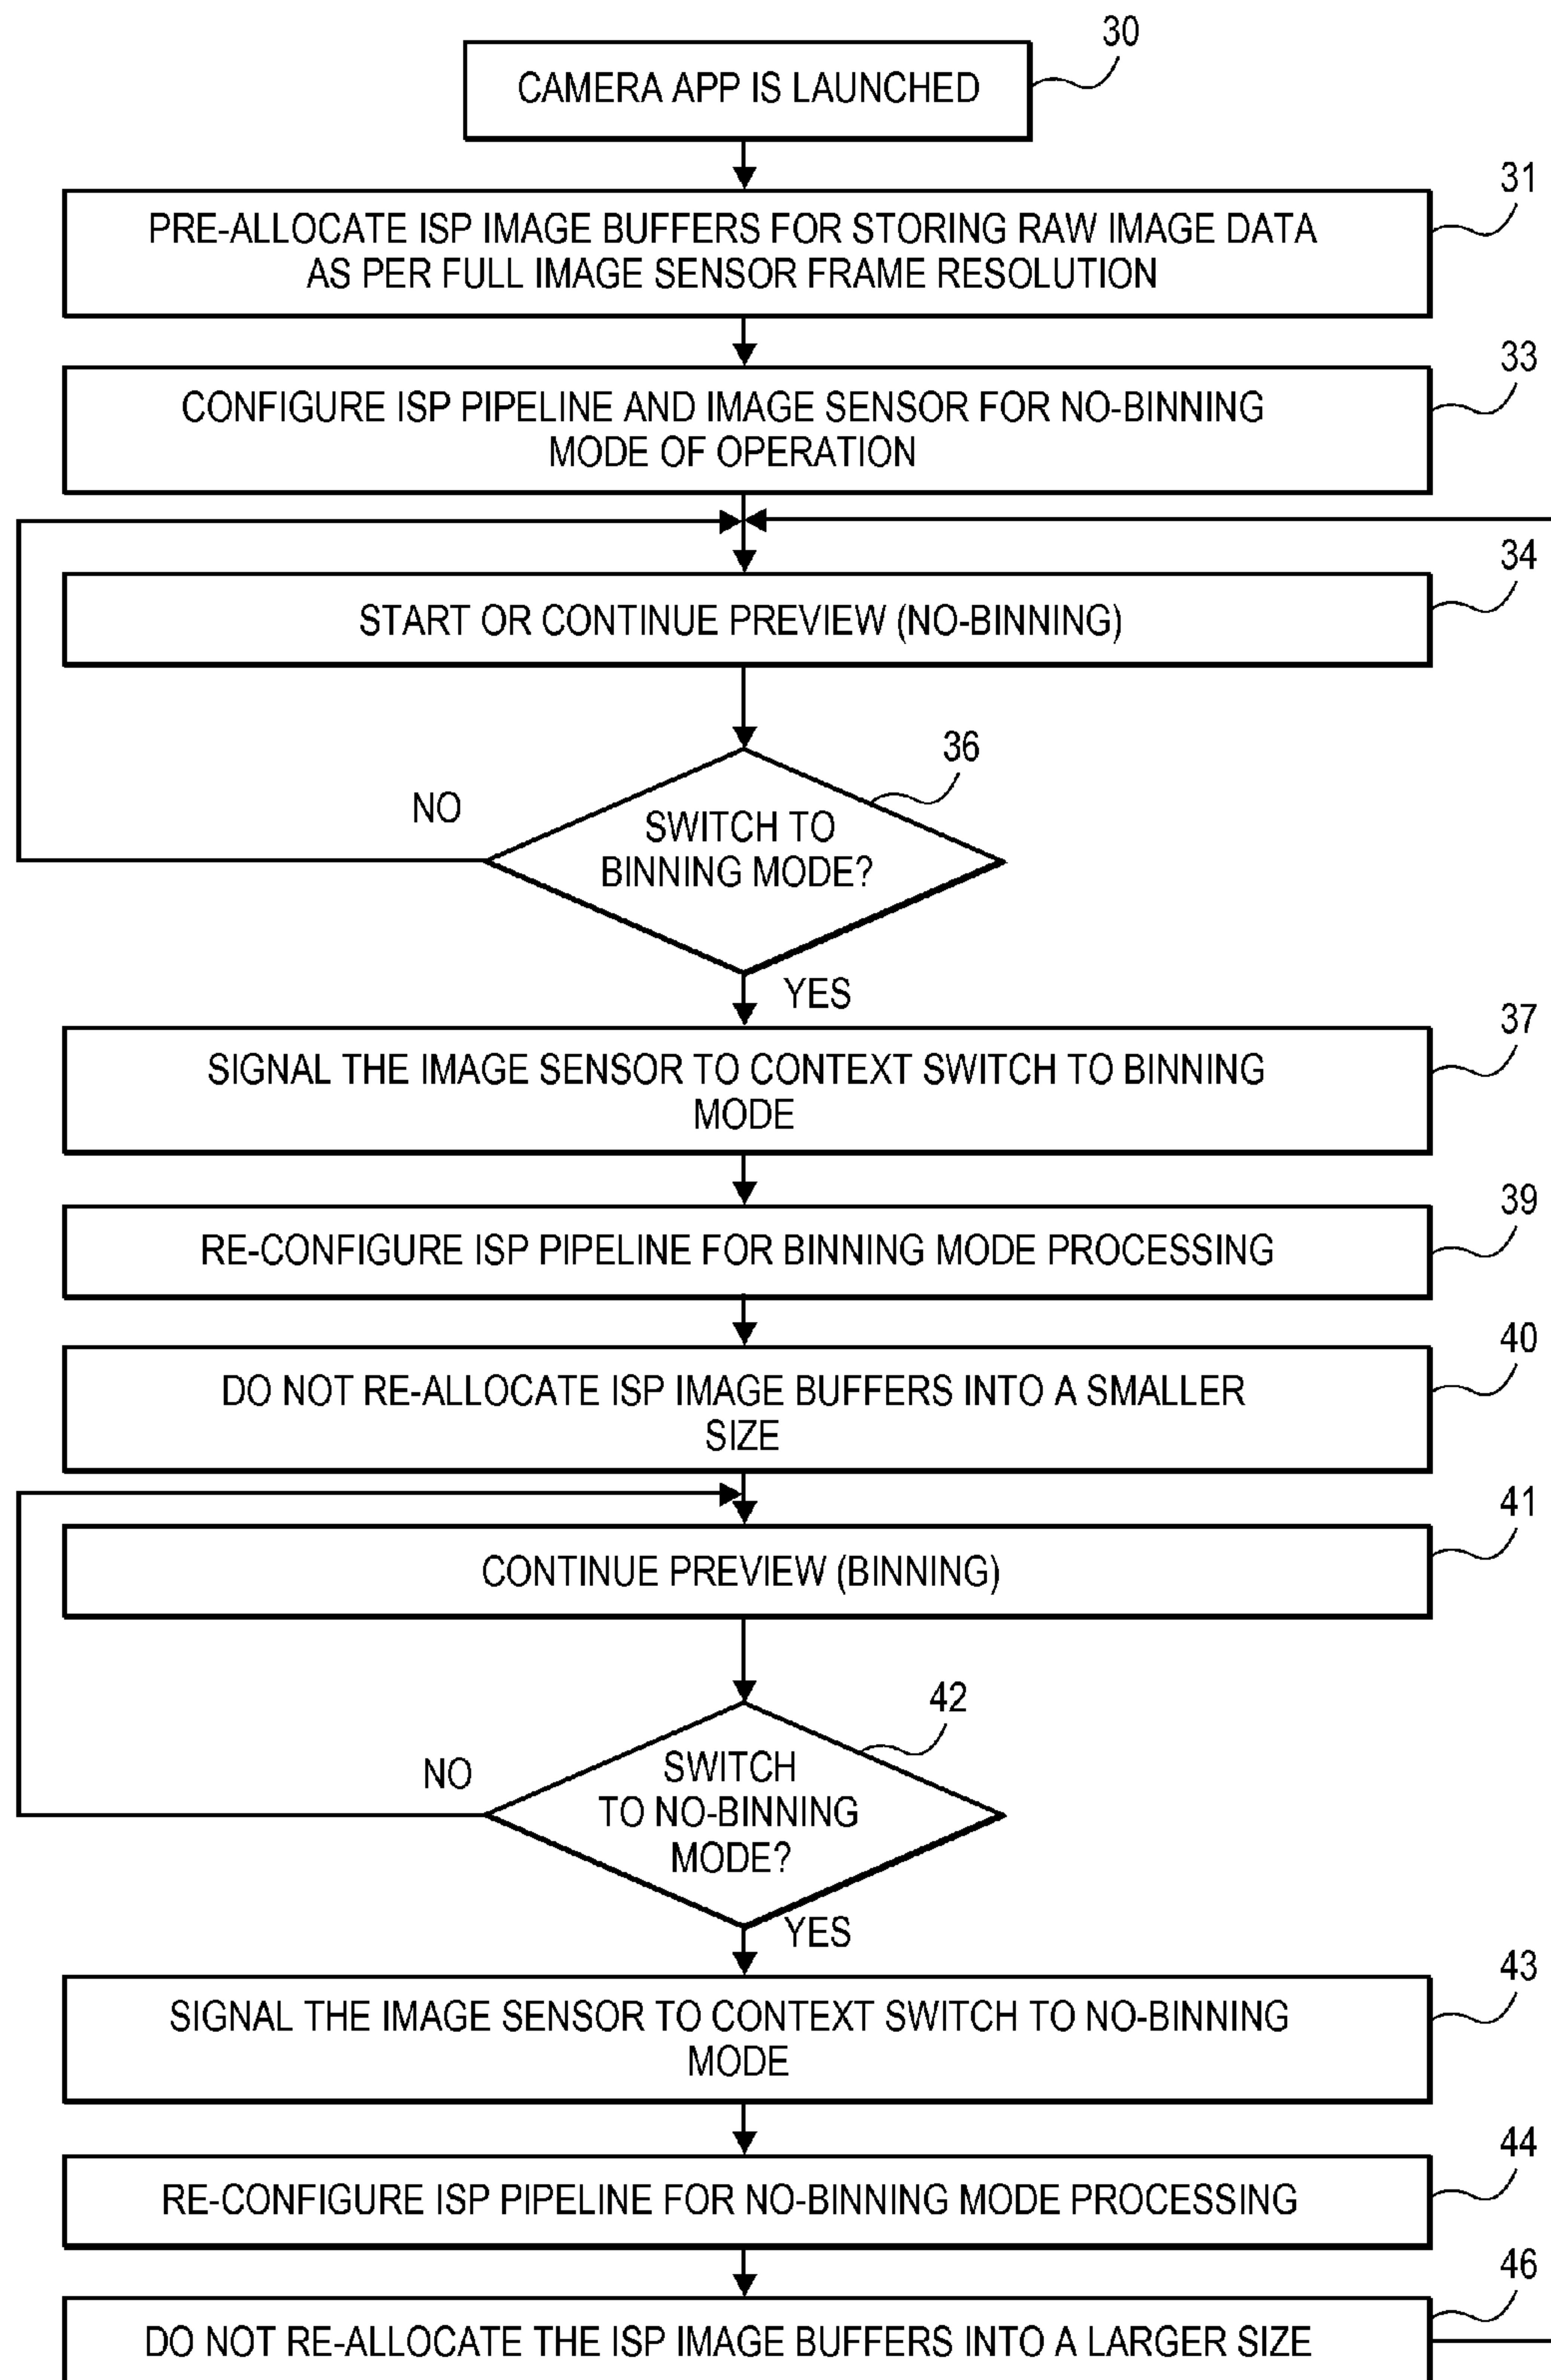 30
CAMERA APP IS LAUNCHED
31
PRE-ALLOCATE ISP IMAGE BUFFERS FOR STORING RAW IMAGE DATA
AS PER FULL IMAGE SENSOR FRAME RESOLUTION
33
CONFIGURE ISP PIPELINE AND IMAGE SENSOR FOR NO-BINNING
MODE OF OPERATION
34
START OR CONTINUE PREVIEW (NO-BINNING)
36
NO
SWITCH TO
BINNING MODE?
YES
37
SIGNAL THE IMAGE SENSOR TO CONTEXT SWITCH TO BINNING
MODE
39
RE-CONFIGURE ISP PIPELINE FOR BINNING MODE PROCESSING
40
DO NOT RE-ALLOCATE ISP IMAGE BUFFERS INTO A SMALLER
SIZE
41
CONTINUE PREVIEW (BINNING)
42
NO
SWITCH
TO NO-BINNING
MODE?
YES
43
SIGNAL THE IMAGE SENSOR TO CONTEXT SWITCH TO NO-BINNING
MODE
44
RE-CONFIGURE ISP PIPELINE FOR NO-BINNING MODE PROCESSING
46
DO NOT RE-ALLOCATE THE ISP IMAGE BUFFERS INTO A LARGER SIZE